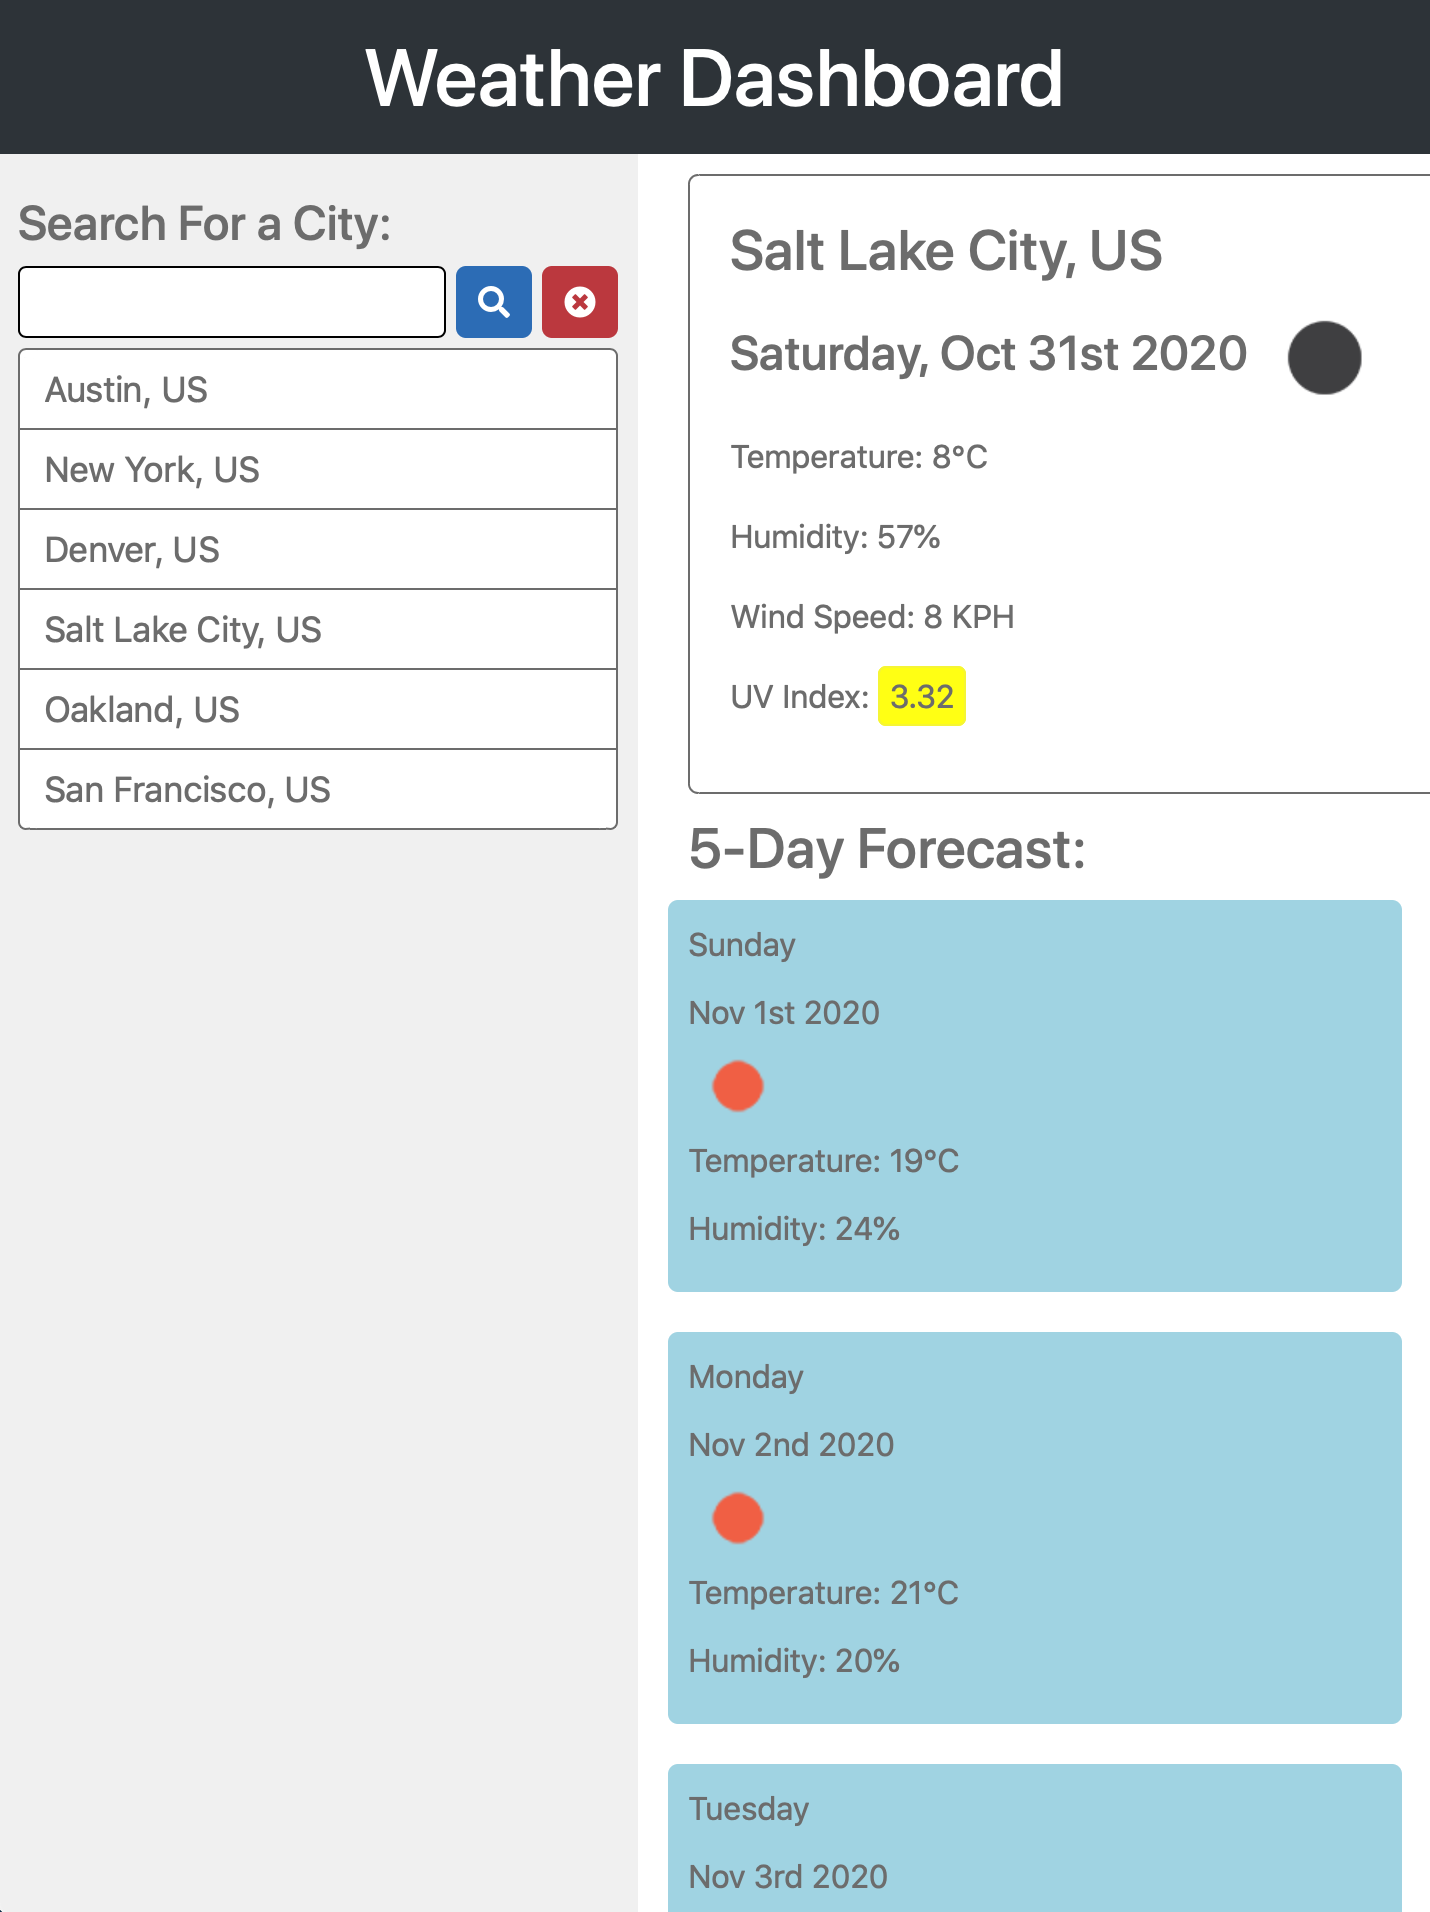 Weather Dashboard
Search For a City:
Austin, US
New York, US
Denver, US
Salt Lake City, US
Oakland, US
San Francisco, US
Salt Lake City, US
Saturday, Oct 31st 2020
Temperature: 8°C
Humidity: 57%
Wind Speed: 8 KPH
UV Index: 3.32
5-Day Forecast:
Sunday
Nov 1st 2020
Temperature: 19°C
Humidity: 24%
Monday
Nov 2nd 2020
Temperature: 21°C
Humidity: 20%
Tuesday
Nov 3rd 2020